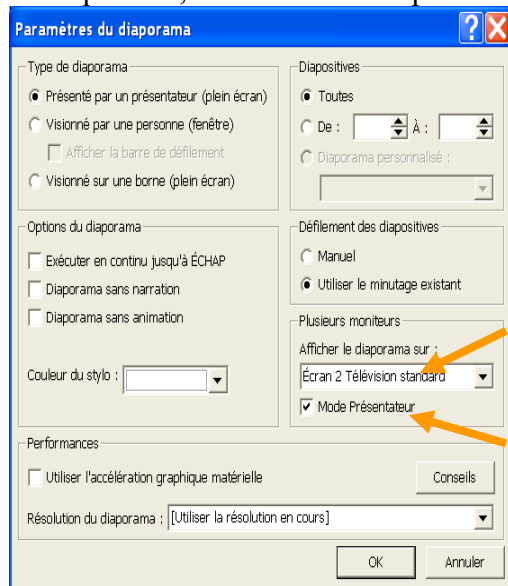 Paramètres du diaporama
Type de diaporama
Présenté par un présentateur (plein écran)
Visionné par une personne (fenêtre)
Afficher la barre de défilement
Visionné sur une borne (plein écran)
Diapositives
Toutes
De : À :
Diaporama personnalisé :
Options du diaporama
Exécuter en continu jusqu'à ÉCHAP
Diaporama sans narration
Diaporama sans animation
Couleur du stylo :
Défilement des diapositives
Manuel
Utiliser le minutage existant
Plusieurs moniteurs
Afficher le diaporama sur :
Écran 2 Télévision standard
Mode Présentateur
Performances
Utiliser l'accélération graphique matérielle
Conseils
Résolution du diaporama : [Utiliser la résolution en cours]
OK Annuler